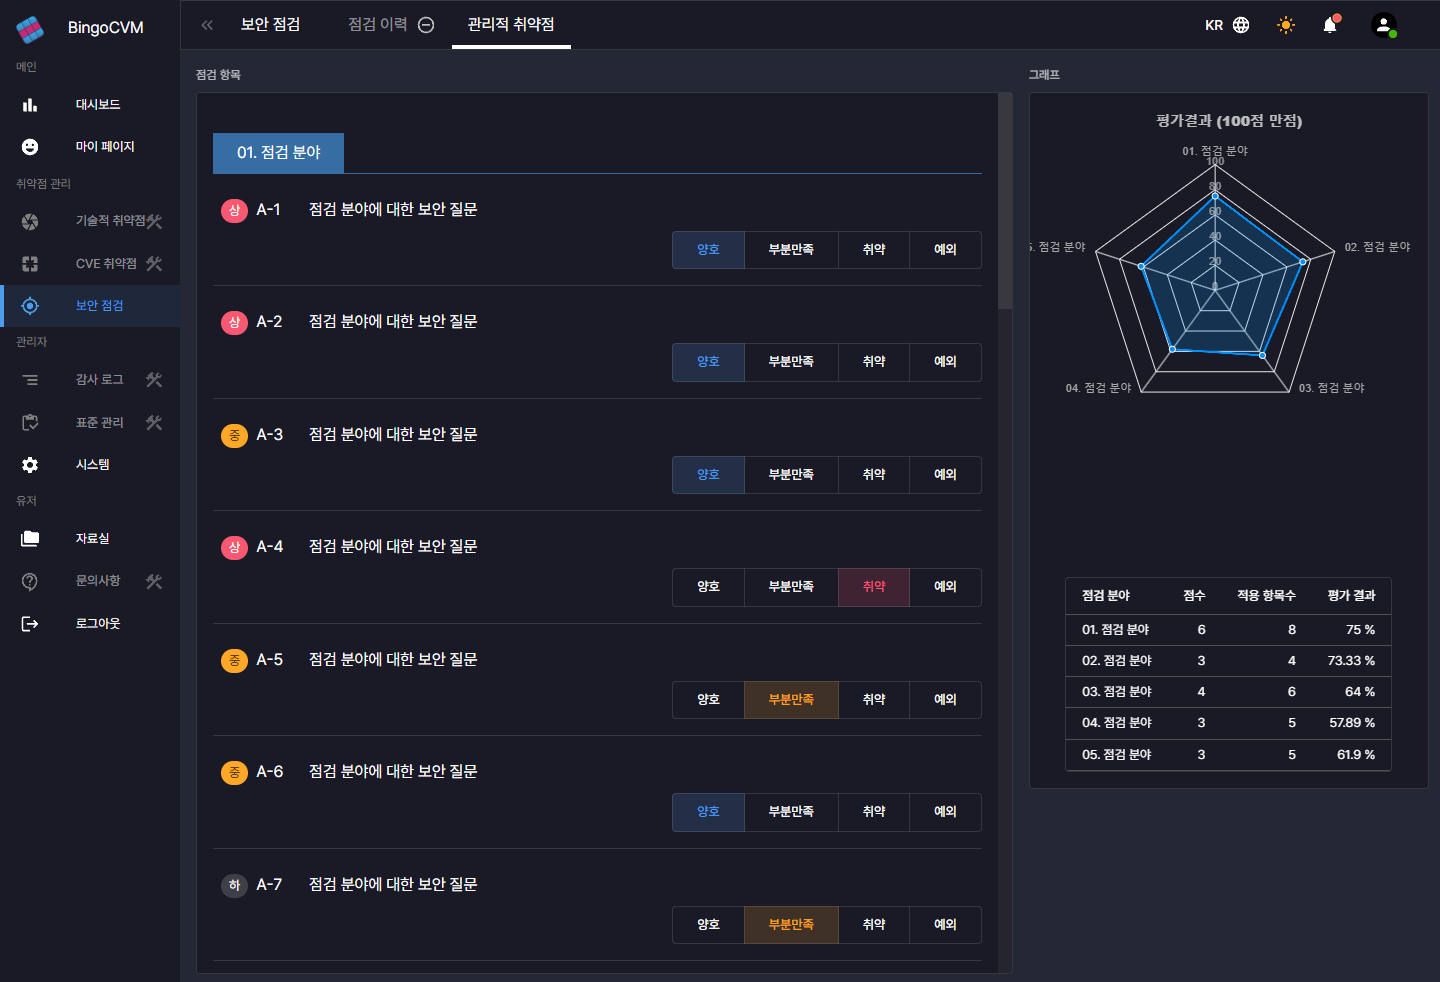 BingoCVM
메인
대시보드
마이 페이지
취약점 관리
기술적 취약점
CVE 취약점
보안 점검
관리자
감사 로그
표준 관리
시스템
유저
자료실
문의사항
로그아웃
보안 점검
점검 이력
관리적 취약점
KR
점검 항목
01. 점검 분야
상 A-1 점검 분야에 대한 보안 질문
양호 부분만족 취약 예외
상 A-2 점검 분야에 대한 보안 질문
양호 부분만족 취약 예외
중 A-3 점검 분야에 대한 보안 질문
양호 부분만족 취약 예외
상 A-4 점검 분야에 대한 보안 질문
양호 부분만족 취약 예외
중 A-5 점검 분야에 대한 보안 질문
양호 부분만족 취약 예외
중 A-6 점검 분야에 대한 보안 질문
양호 부분만족 취약 예외
하 A-7 점검 분야에 대한 보안 질문
양호 부분만족 취약 예외
그래프
평가결과 (100점 만점)
01. 점검 분야
100
80
60
40
20
0
5. 점검 분야
02. 점검 분야
04. 점검 분야
03. 점검 분야
점검 분야 점수 적용 항목수 평가 결과
01. 점검 분야 6 8 75 %
02. 점검 분야 3 4 73.33 %
03. 점검 분야 4 6 64 %
04. 점검 분야 3 5 57.89 %
05. 점검 분야 3 5 61.9 %